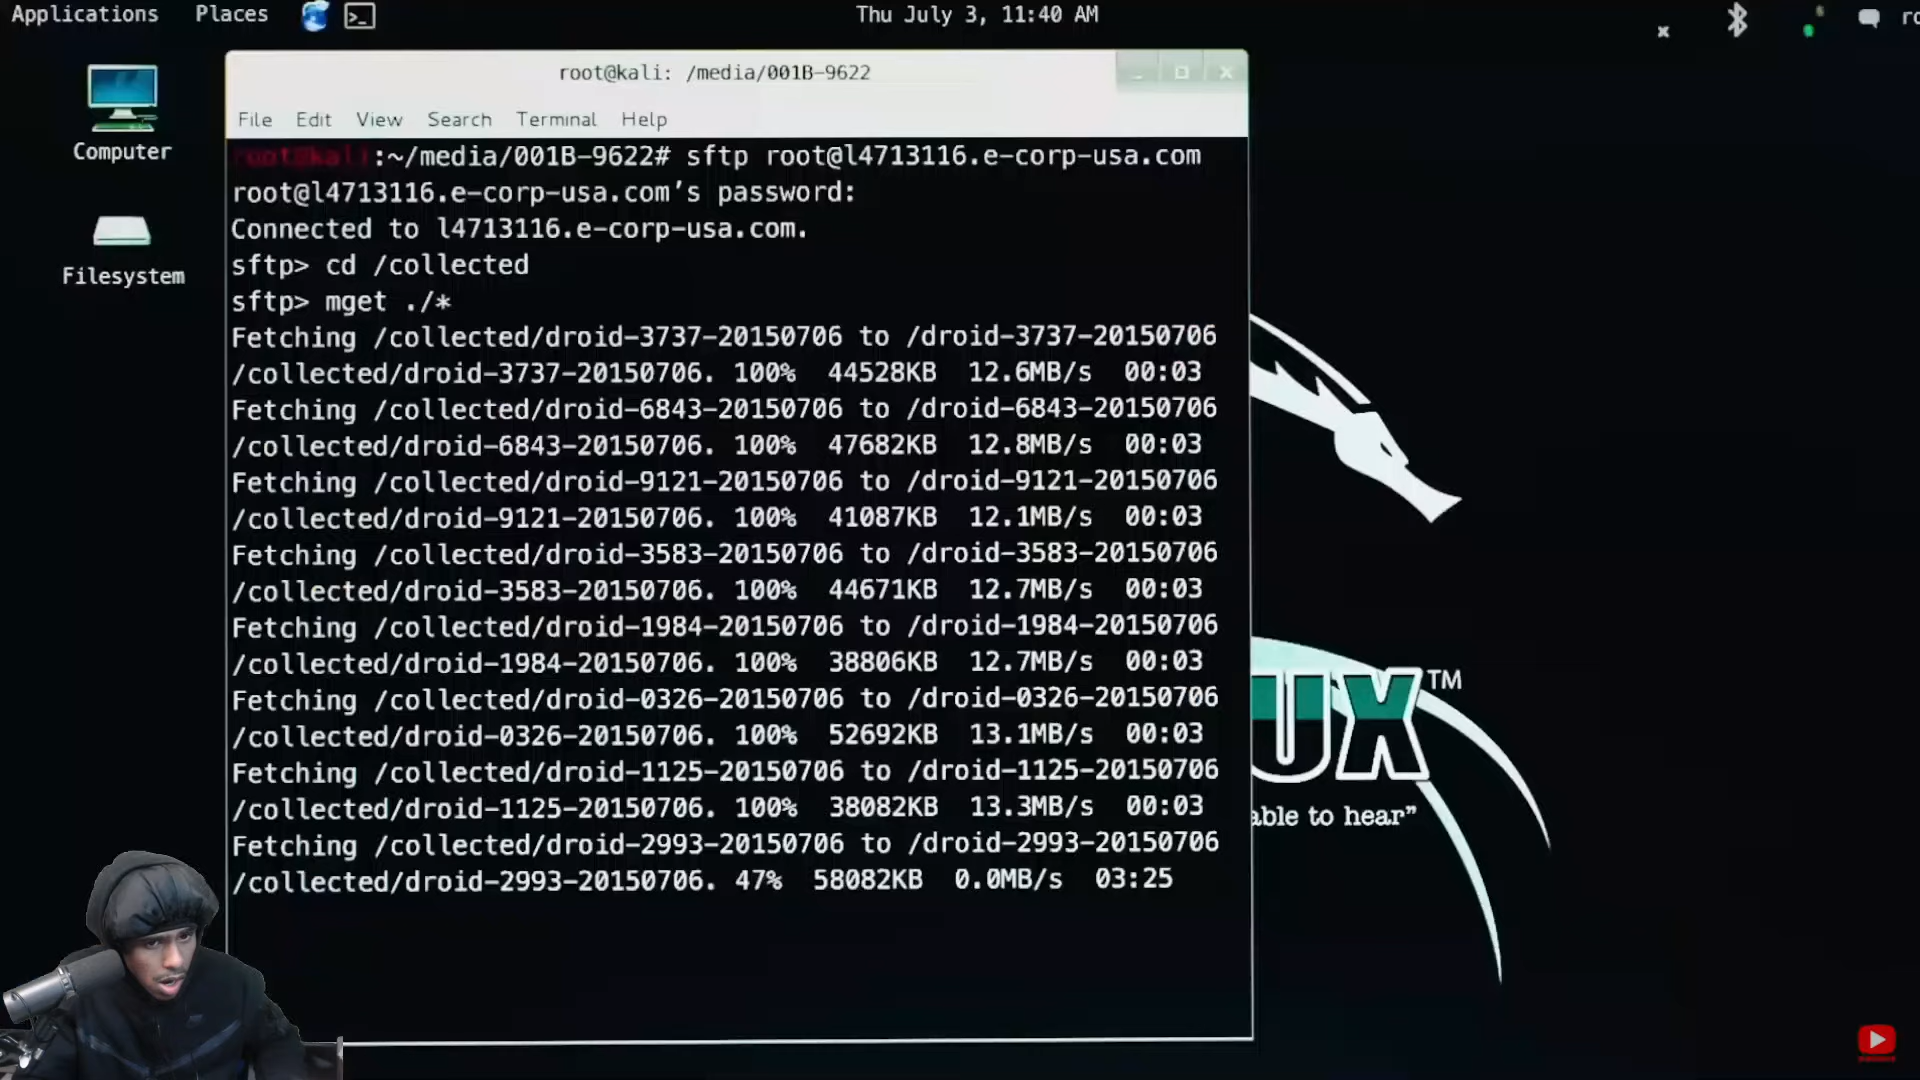 Applications Places Thu July 3, 11:40 AM
Computer
Filesystem
root@kali: /media/001B-9622
File Edit View Search Terminal Help
root@kali:~/media/001B-9622# sftp root@l4713116.e-corp-usa.com
root@l4713116.e-corp-usa.com’s password:
Connected to l4713116.e-corp-usa.com.
sftp> cd /collected
sftp> mget ./*
Fetching /collected/droid-3737-20150706 to /droid-3737-20150706
/collected/droid-3737-20150706. 100% 44528KB 12.6MB/s 00:03
Fetching /collected/droid-6843-20150706 to /droid-6843-20150706
/collected/droid-6843-20150706. 100% 47682KB 12.8MB/s 00:03
Fetching /collected/droid-9121-20150706 to /droid-9121-20150706
/collected/droid-9121-20150706. 100% 41087KB 12.1MB/s 00:03
Fetching /collected/droid-3583-20150706 to /droid-3583-20150706
/collected/droid-3583-20150706. 100% 44671KB 12.7MB/s 00:03
Fetching /collected/droid-1984-20150706 to /droid-1984-20150706
/collected/droid-1984-20150706. 100% 38806KB 12.7MB/s 00:03
Fetching /collected/droid-0326-20150706 to /droid-0326-20150706
/collected/droid-0326-20150706. 100% 52692KB 13.1MB/s 00:03
Fetching /collected/droid-1125-20150706 to /droid-1125-20150706
/collected/droid-1125-20150706. 100% 38082KB 13.3MB/s 00:03
Fetching /collected/droid-2993-20150706 to /droid-2993-20150706
/collected/droid-2993-20150706. 47% 58082KB 0.0MB/s 03:25
UX™
able to hear”